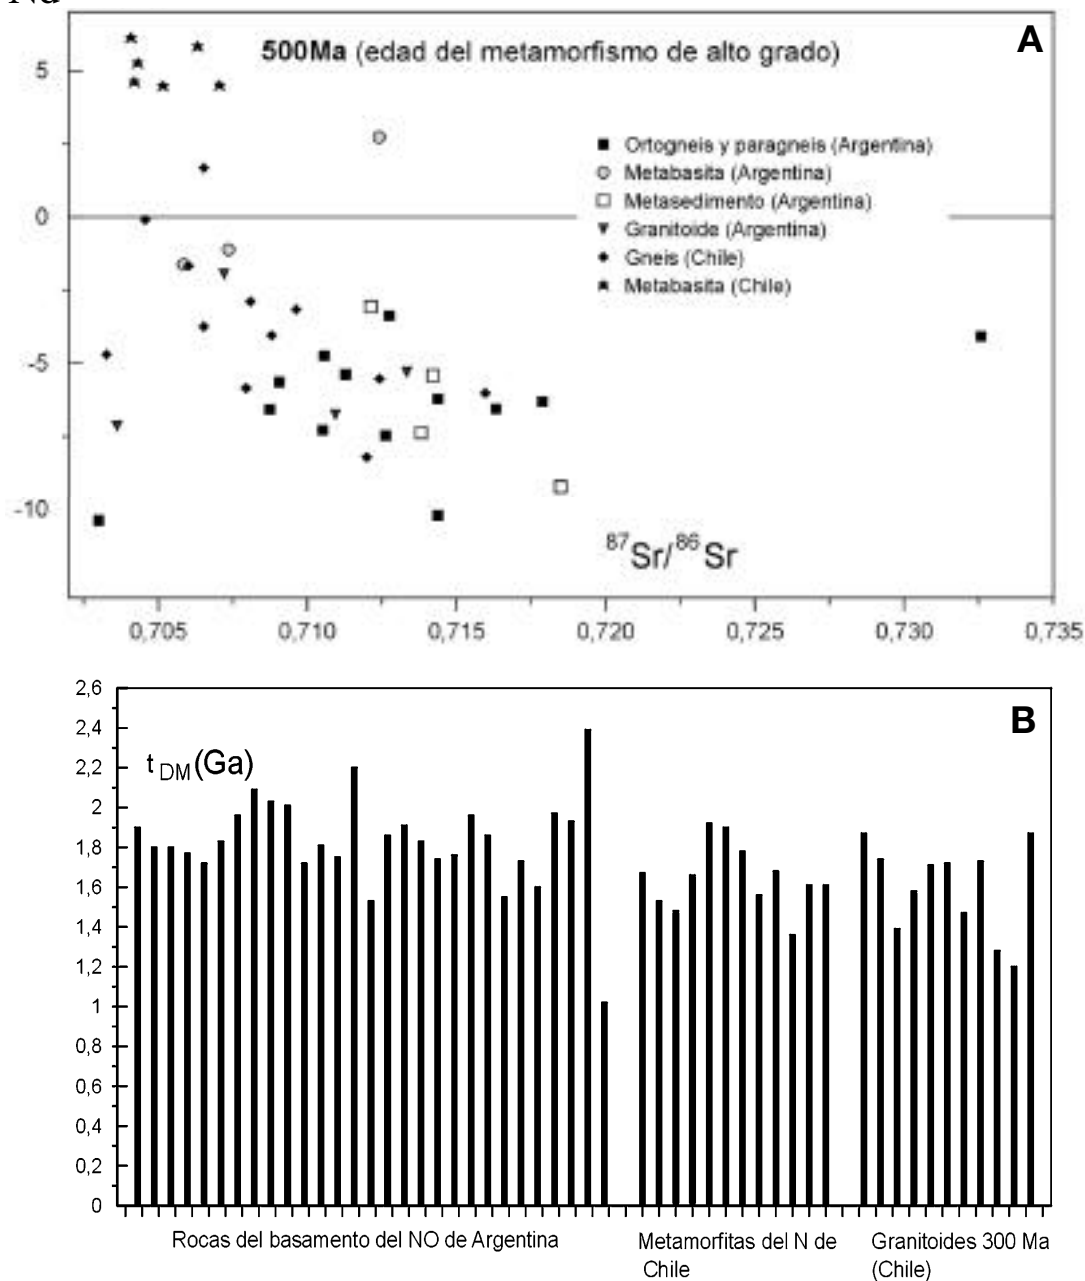 Nd
A
500Ma (edad del metamorfismo de alto grado)
5
Ortogneis y paragneis (Argentina)
Metabasita (Argentina)
Metasedimento (Argentina)
Granitoide (Argentina)
Gneis (Chile)
Metabasita (Chile)
0
-5
-10
87Sr/86Sr
0,705 0,710 0,715 0,720 0,725 0,730 0,735
B
tDM(Ga)
2,6
2,4
2,2
2
1,8
1,6
1,4
1,2
1
0,8
0,6
0,4
0,2
0
Rocas del basamento del NO de Argentina
Metamorfitas del N de
Chile
Granitoides 300 Ma
(Chile)